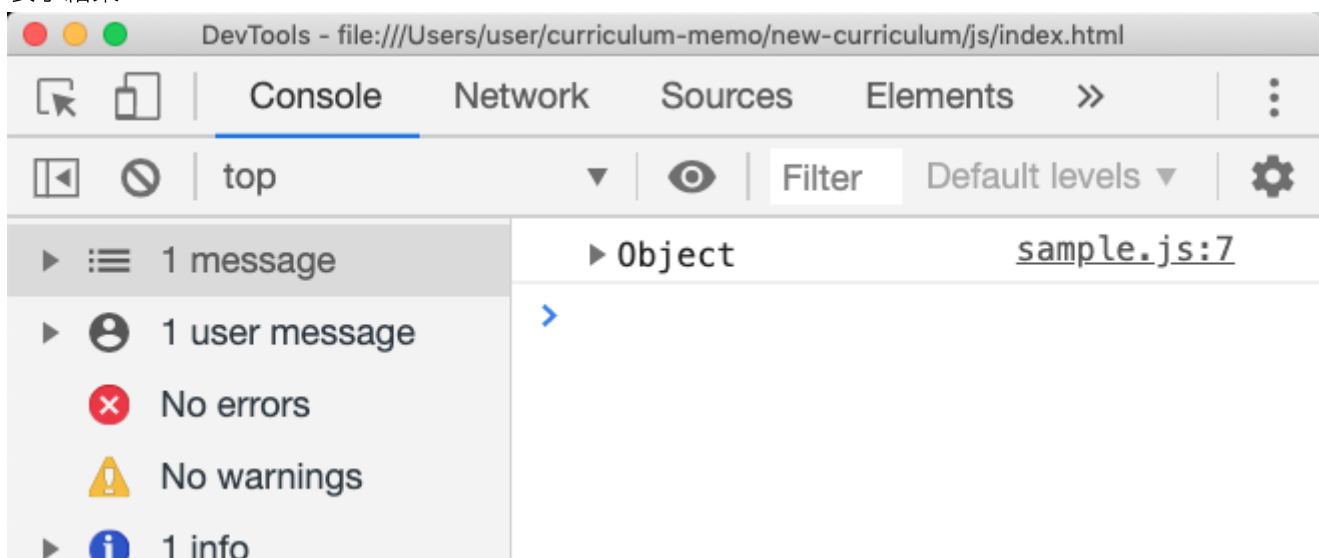 DevTools - file:///Users/user/curriculum-memo/new-curriculum/js/index.html
Console Network Sources Elements »
top Filter Default levels ▼
1 message
Object sample.js:7
1 user message
>
No errors
No warnings
1 info